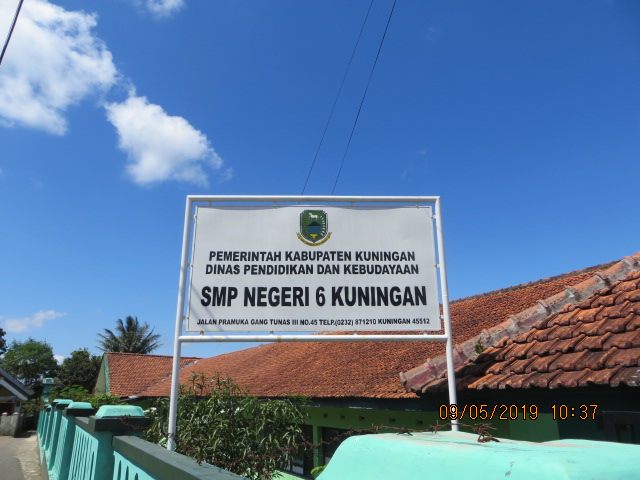 PEMERINTAH KABUPATEN KUNINGAN
DINAS PENDIDIKAN DAN KEBUDAYAAN
SMP NEGERI 6 KUNINGAN
JALAN PRAMUKA GANG TUNAS III NO.45 TELP.(0232) 871210 KUNINGAN 45512
09/05/2019 10:37